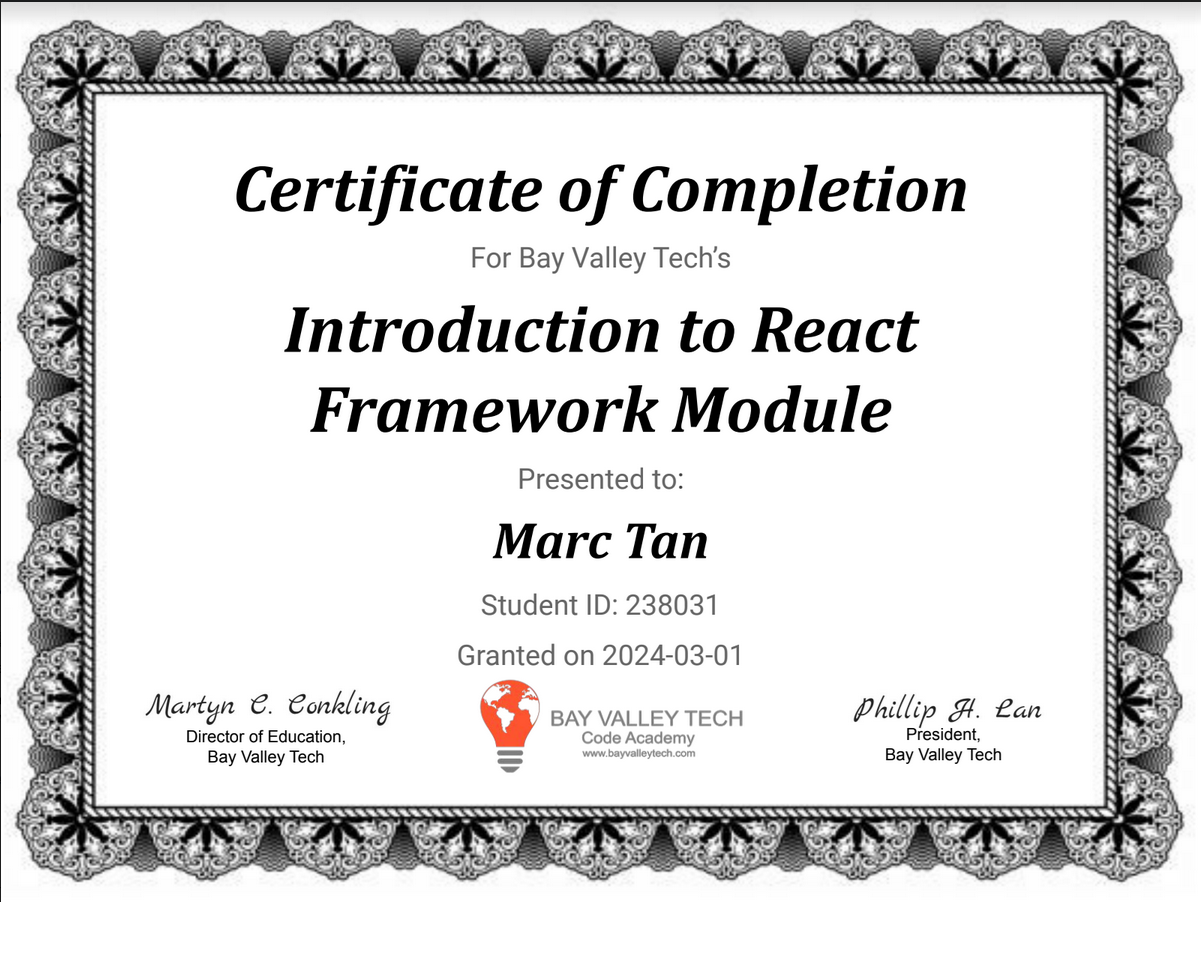 Certificate of Completion
For Bay Valley Tech’s
Introduction to React
Framework Module
Presented to:
Marc Tan
Student ID: 238031
Granted on 2024-03-01
Martyn C. Conkling
Director of Education,
Bay Valley Tech
BAY VALLEY TECH
Code Academy
www.bayvalleytech.com
Phillip H. Lan
President,
Bay Valley Tech